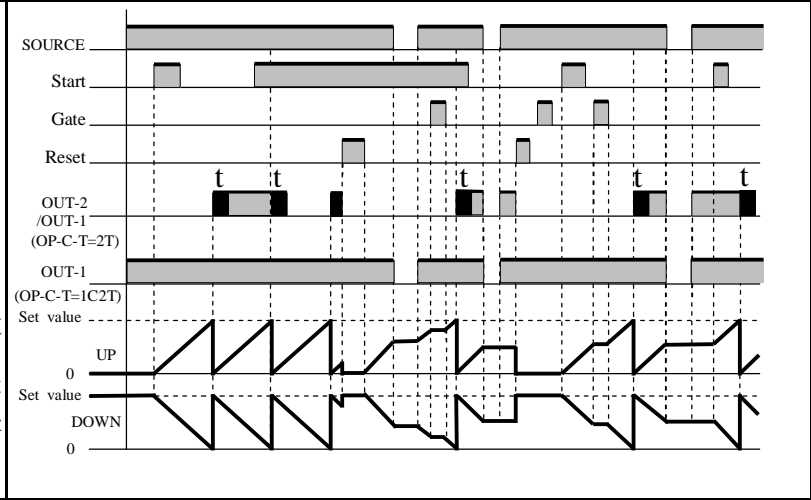 SOURCE
Start
Gate
Reset
t t t t t
OUT-2
/OUT-1
(OP-C-T=2T)
OUT-1
(OP-C-T=1C2T)
Set value
UP
0
Set value
DOWN
0